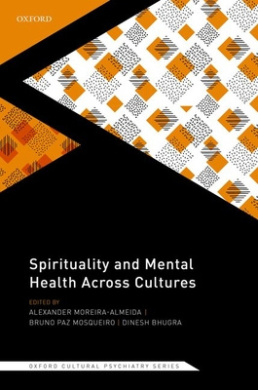 OXFORD
Spirituality and Mental
Health Across Cultures
EDITED BY
ALEXANDER MOREIRA-ALMEIDA |
BRUNO PAZ MOSQUEIRO | DINESH BHUGRA
OXFORD CULTURAL PSYCHIATRY SERIES